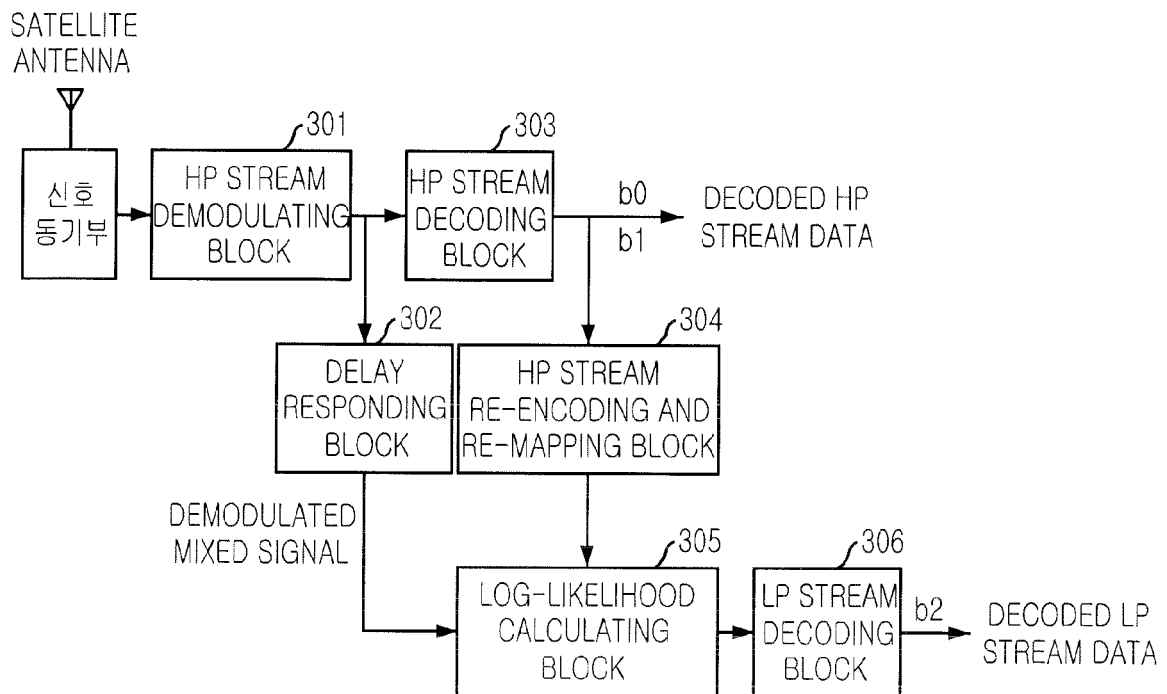 SATELLITE
ANTENNA
신호
동기부
301
HP STREAM
DEMODULATING
BLOCK
303
HP STREAM
DECODING
BLOCK
b0
b1
DECODED HP
STREAM DATA
302
DELAY
RESPONDING
BLOCK
304
HP STREAM
RE-ENCODING AND
RE-MAPPING BLOCK
DEMODULATED
MIXED SIGNAL
305
LOG-LIKELIHOOD
CALCULATING
BLOCK
306
LP STREAM
DECODING
BLOCK
b2
DECODED LP
STREAM DATA